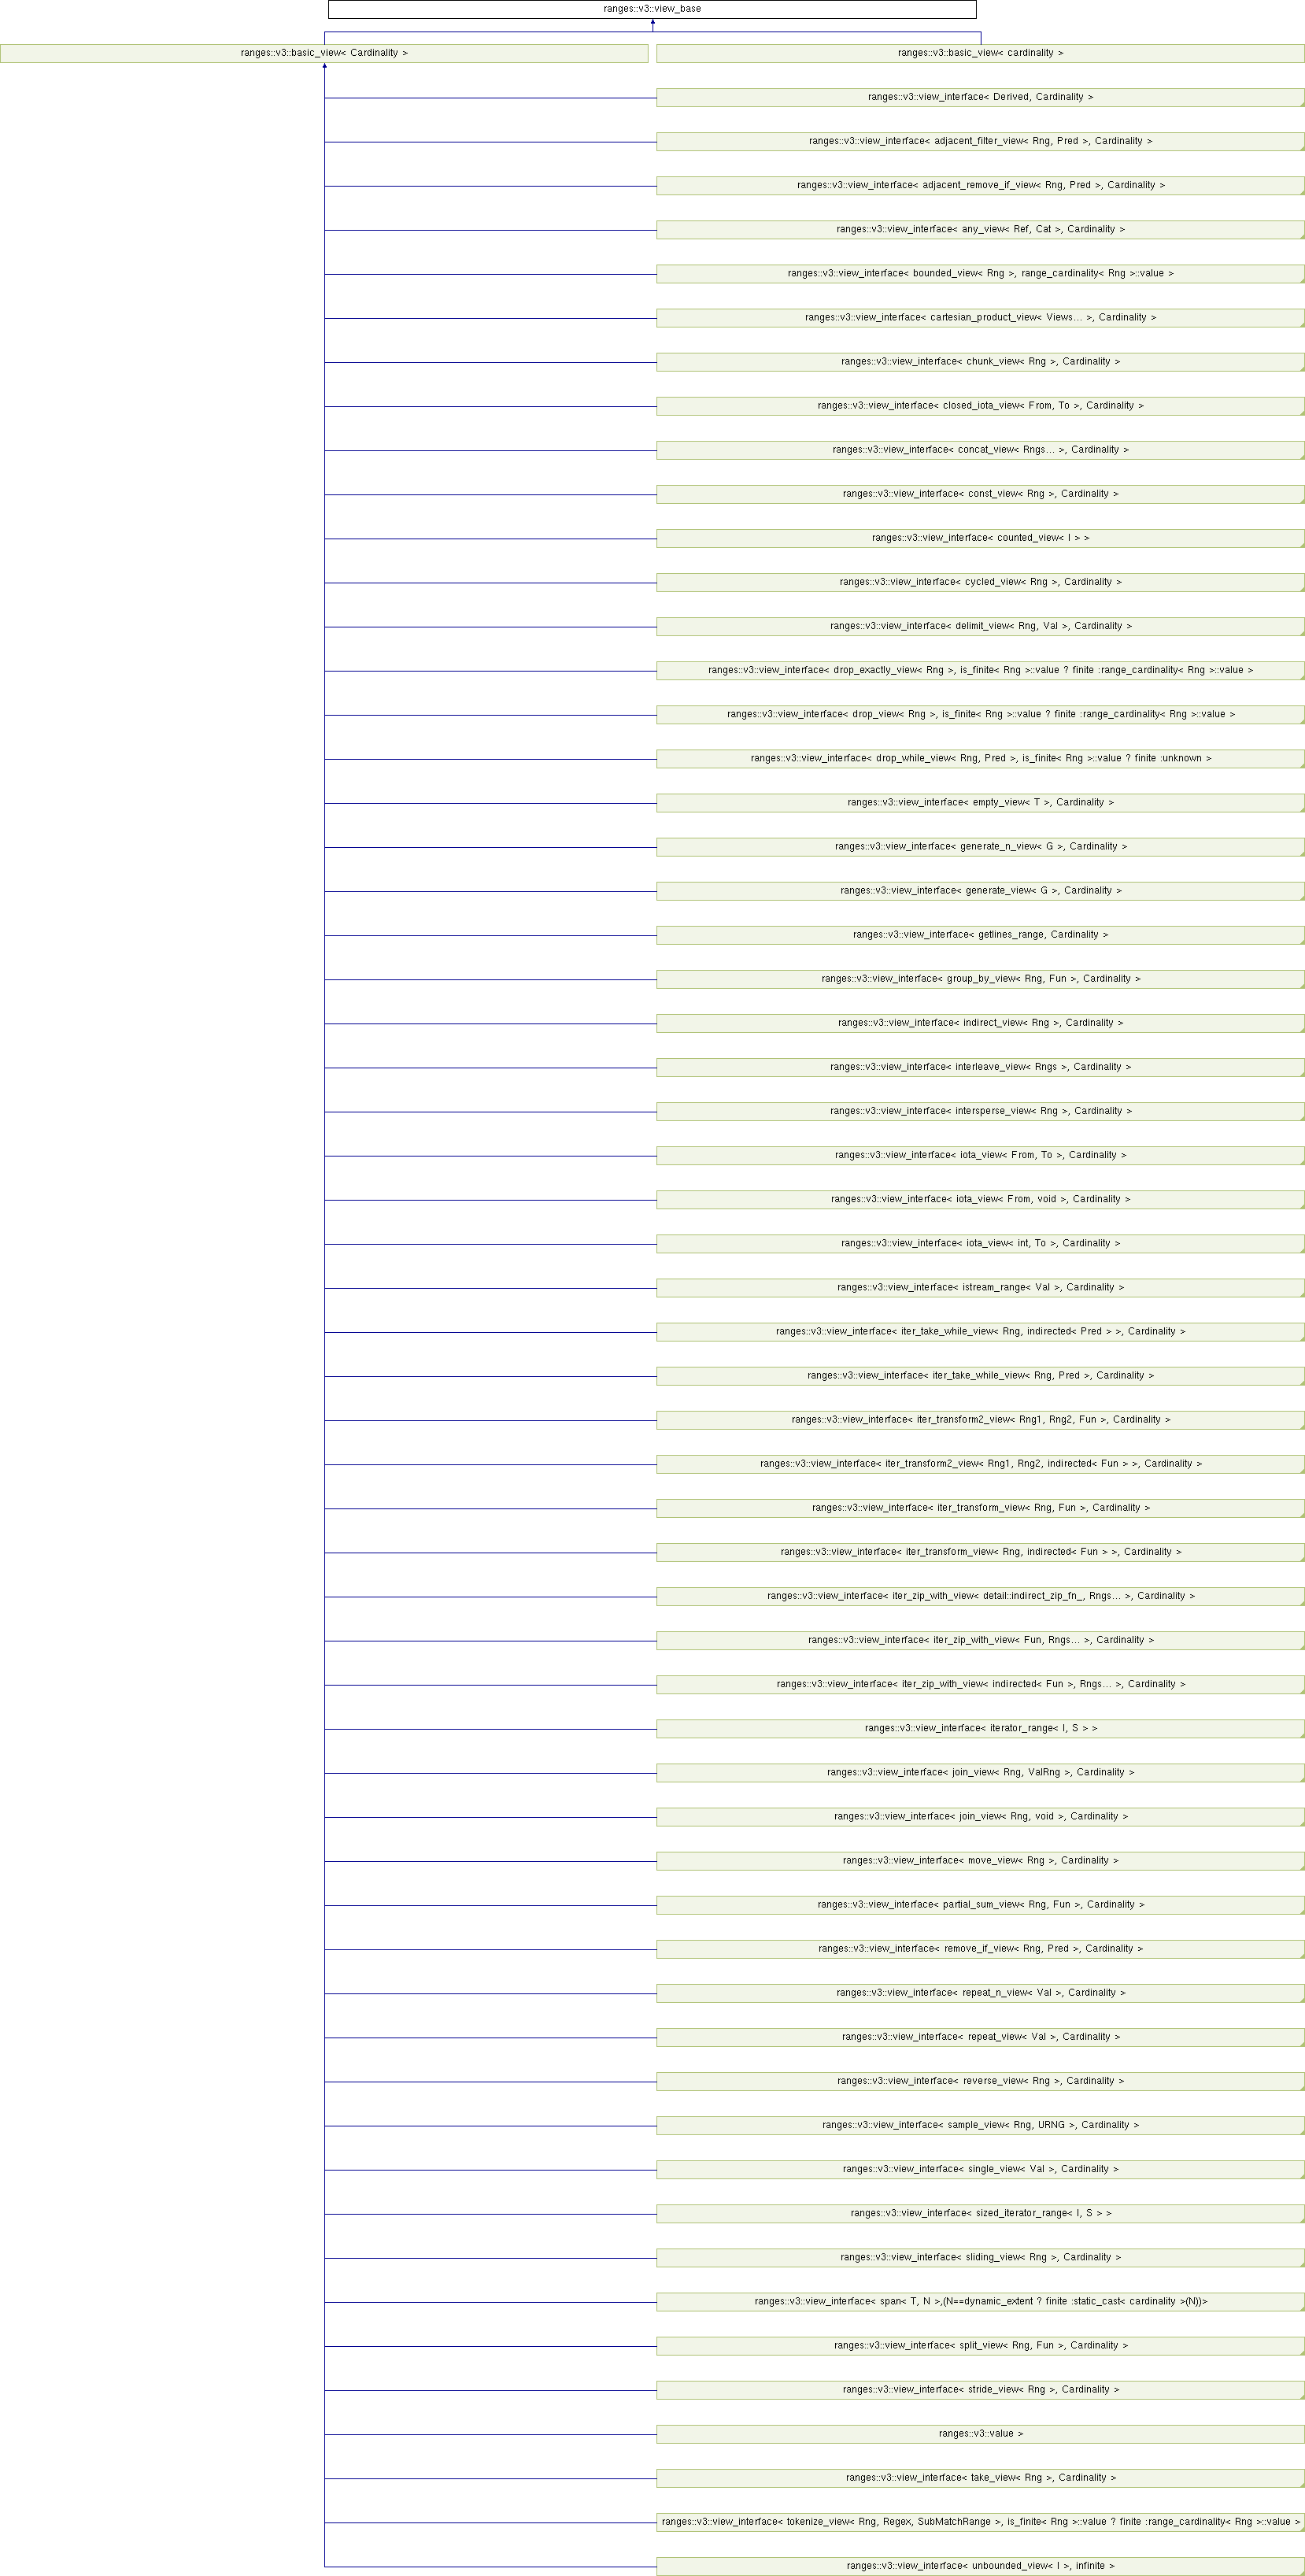 ranges::v3::view_base
ranges::v3::basic_view< Cardinality >
ranges::v3::basic_view< cardinality >
ranges::v3::view_interface< Derived, Cardinality >
ranges::v3::view_interface< adjacent_filter_view< Rng, Pred >, Cardinality >
ranges::v3::view_interface< adjacent_remove_if_view< Rng, Pred >, Cardinality >
ranges::v3::view_interface< any_view< Ref, Cat >, Cardinality >
ranges::v3::view_interface< bounded_view< Rng >, range_cardinality< Rng >::value >
ranges::v3::view_interface< cartesian_product_view< Views... >, Cardinality >
ranges::v3::view_interface< chunk_view< Rng >, Cardinality >
ranges::v3::view_interface< closed_iota_view< From, To >, Cardinality >
ranges::v3::view_interface< concat_view< Rngs... >, Cardinality >
ranges::v3::view_interface< const_view< Rng >, Cardinality >
ranges::v3::view_interface< counted_view< I > >
ranges::v3::view_interface< cycled_view< Rng >, Cardinality >
ranges::v3::view_interface< delimit_view< Rng, Val >, Cardinality >
ranges::v3::view_interface< drop_exactly_view< Rng >, is_finite< Rng >::value ? finite :range_cardinality< Rng >::value >
ranges::v3::view_interface< drop_view< Rng >, is_finite< Rng >::value ? finite :range_cardinality< Rng >::value >
ranges::v3::view_interface< drop_while_view< Rng, Pred >, is_finite< Rng >::value ? finite :unknown >
ranges::v3::view_interface< empty_view< T >, Cardinality >
ranges::v3::view_interface< generate_n_view< G >, Cardinality >
ranges::v3::view_interface< generate_view< G >, Cardinality >
ranges::v3::view_interface< getlines_range, Cardinality >
ranges::v3::view_interface< group_by_view< Rng, Fun >, Cardinality >
ranges::v3::view_interface< indirect_view< Rng >, Cardinality >
ranges::v3::view_interface< interleave_view< Rngs >, Cardinality >
ranges::v3::view_interface< intersperse_view< Rng >, Cardinality >
ranges::v3::view_interface< iota_view< From, To >, Cardinality >
ranges::v3::view_interface< iota_view< From, void >, Cardinality >
ranges::v3::view_interface< iota_view< int, To >, Cardinality >
ranges::v3::view_interface< istream_range< Val >, Cardinality >
ranges::v3::view_interface< iter_take_while_view< Rng, indirected< Pred > >, Cardinality >
ranges::v3::view_interface< iter_take_while_view< Rng, Pred >, Cardinality >
ranges::v3::view_interface< iter_transform2_view< Rng1, Rng2, Fun >, Cardinality >
ranges::v3::view_interface< iter_transform2_view< Rng1, Rng2, indirected< Fun > >, Cardinality >
ranges::v3::view_interface< iter_transform_view< Rng, Fun >, Cardinality >
ranges::v3::view_interface< iter_transform_view< Rng, indirected< Fun > >, Cardinality >
ranges::v3::view_interface< iter_zip_with_view< detail::indirect_zip_fn_, Rngs... >, Cardinality >
ranges::v3::view_interface< iter_zip_with_view< Fun, Rngs... >, Cardinality >
ranges::v3::view_interface< iter_zip_with_view< indirected< Fun >, Rngs... >, Cardinality >
ranges::v3::view_interface< iterator_range< I, S > >
ranges::v3::view_interface< join_view< Rng, ValRng >, Cardinality >
ranges::v3::view_interface< join_view< Rng, void >, Cardinality >
ranges::v3::view_interface< move_view< Rng >, Cardinality >
ranges::v3::view_interface< partial_sum_view< Rng, Fun >, Cardinality >
ranges::v3::view_interface< remove_if_view< Rng, Pred >, Cardinality >
ranges::v3::view_interface< repeat_n_view< Val >, Cardinality >
ranges::v3::view_interface< repeat_view< Val >, Cardinality >
ranges::v3::view_interface< reverse_view< Rng >, Cardinality >
ranges::v3::view_interface< sample_view< Rng, URNG >, Cardinality >
ranges::v3::view_interface< single_view< Val >, Cardinality >
ranges::v3::view_interface< sized_iterator_range< I, S > >
ranges::v3::view_interface< sliding_view< Rng >, Cardinality >
ranges::v3::view_interface< span< T, N >,(N==dynamic_extent ? finite :static_cast< cardinality >(N))>
ranges::v3::view_interface< split_view< Rng, Fun >, Cardinality >
ranges::v3::view_interface< stride_view< Rng >, Cardinality >
ranges::v3::value >
ranges::v3::view_interface< take_view< Rng >, Cardinality >
ranges::v3::view_interface< tokenize_view< Rng, Regex, SubMatchRange >, is_finite< Rng >::value ? finite :range_cardinality< Rng >::value >
ranges::v3::view_interface< unbounded_view< I >, infinite >